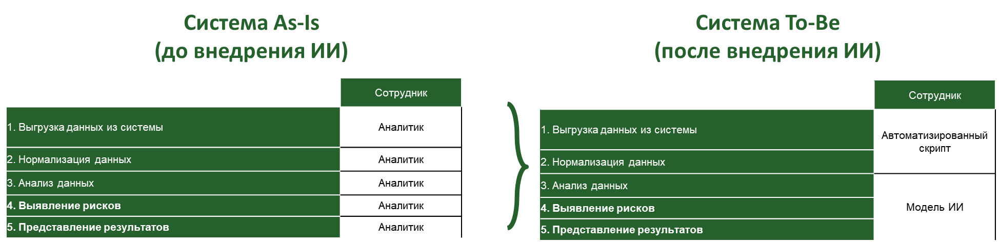 Система As-Is
(до внедрения ИИ)
Сотрудник
1. Выгрузка данных из системы
Аналитик
2. Нормализация данных
Аналитик
3. Анализ данных
Аналитик
4. Выявление рисков
Аналитик
5. Представление результатов
Аналитик
Система To-Be
(после внедрения ИИ)
Сотрудник
1. Выгрузка данных из системы
Автоматизированный
скрипт
2. Нормализация данных
3. Анализ данных
4. Выявление рисков
Модель ИИ
5. Представление результатов